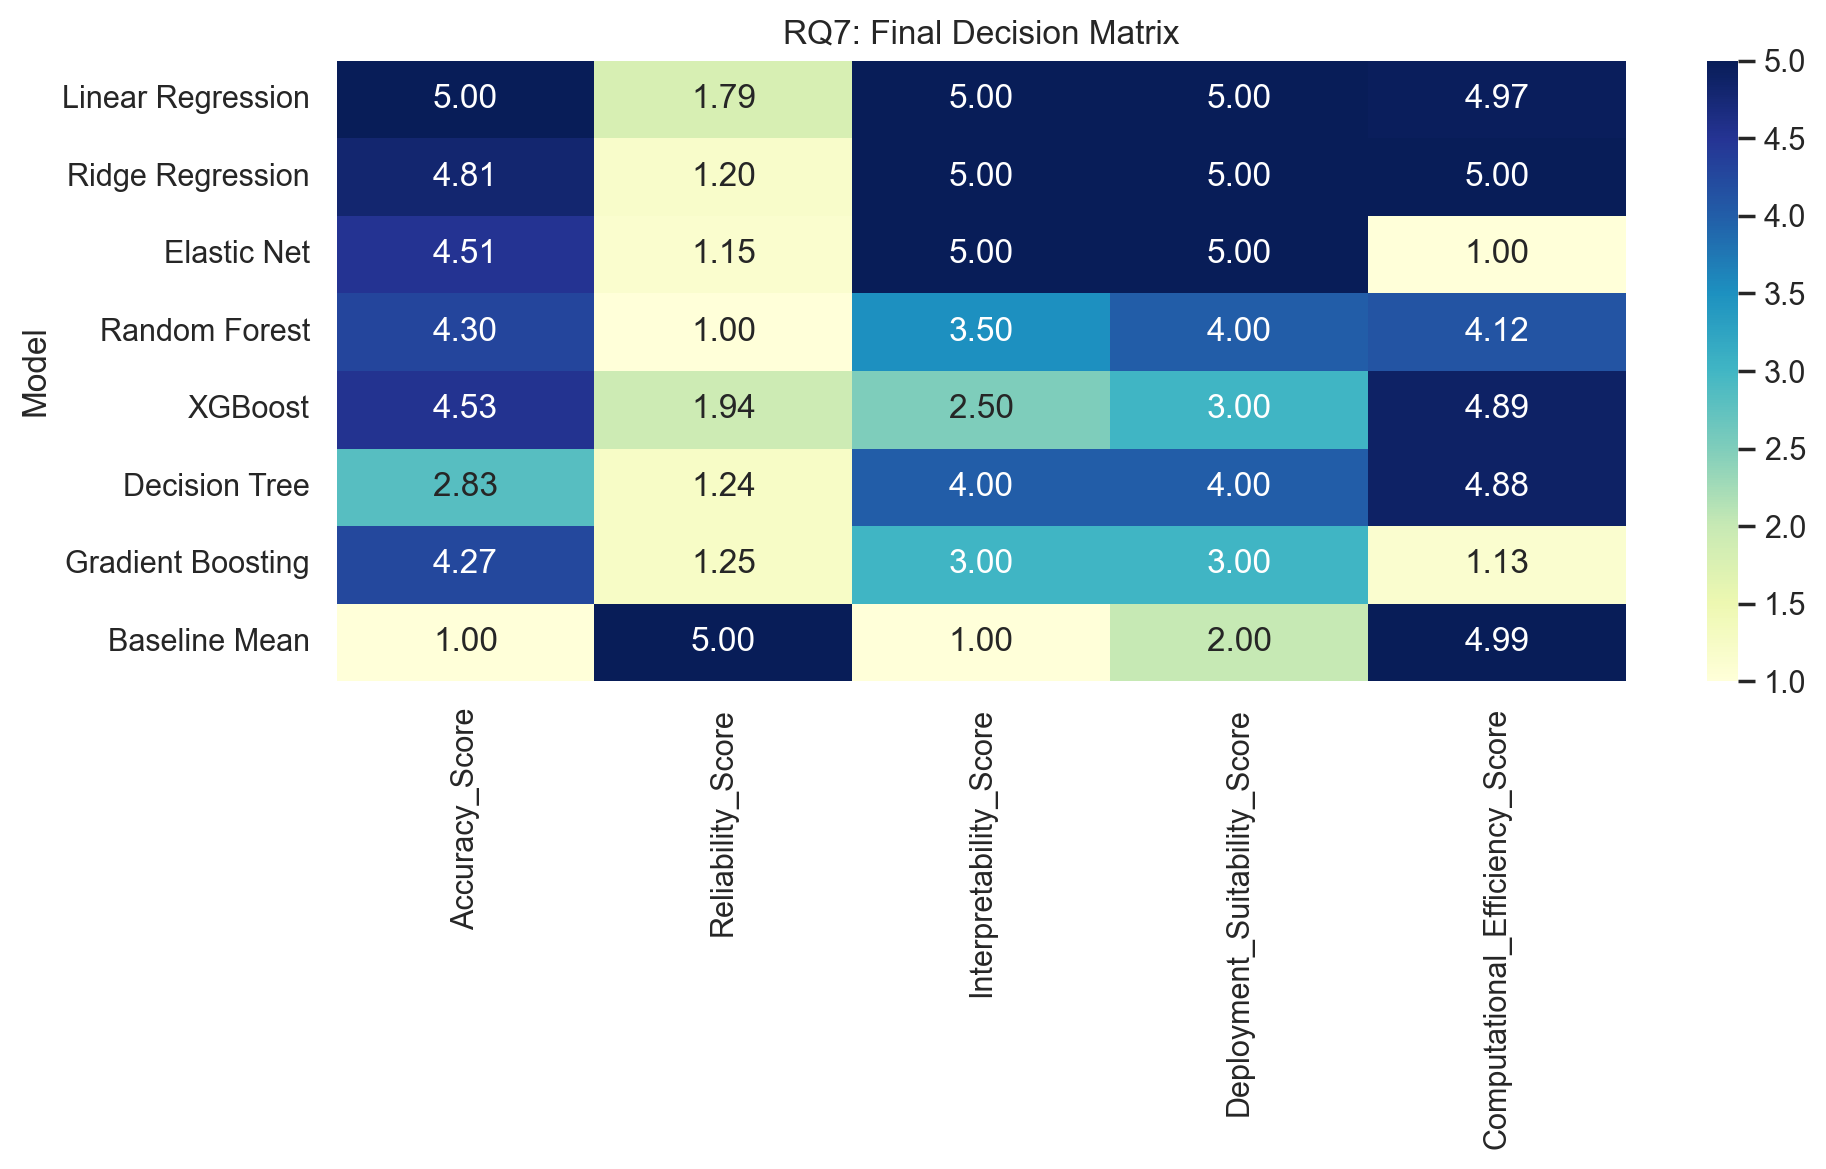 RQ7: Final Decision Matrix
Model
Linear Regression 5.00 1.79 5.00 5.00 4.97
Ridge Regression 4.81 1.20 5.00 5.00 5.00
Elastic Net 4.51 1.15 5.00 5.00 1.00
Random Forest 4.30 1.00 3.50 4.00 4.12
XGBoost 4.53 1.94 2.50 3.00 4.89
Decision Tree 2.83 1.24 4.00 4.00 4.88
Gradient Boosting 4.27 1.25 3.00 3.00 1.13
Baseline Mean 1.00 5.00 1.00 2.00 4.99
Accuracy_Score
Reliability_Score
Interpretability_Score
Deployment_Suitability_Score
Computational_Efficiency_Score
5.0
4.5
4.0
3.5
3.0
2.5
2.0
1.5
1.0